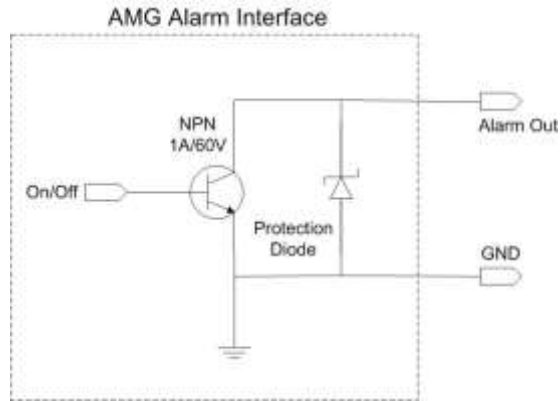 AMG Alarm Interface
NPN
1A/60V
Alarm Out
On/Off
Protection
Diode
GND